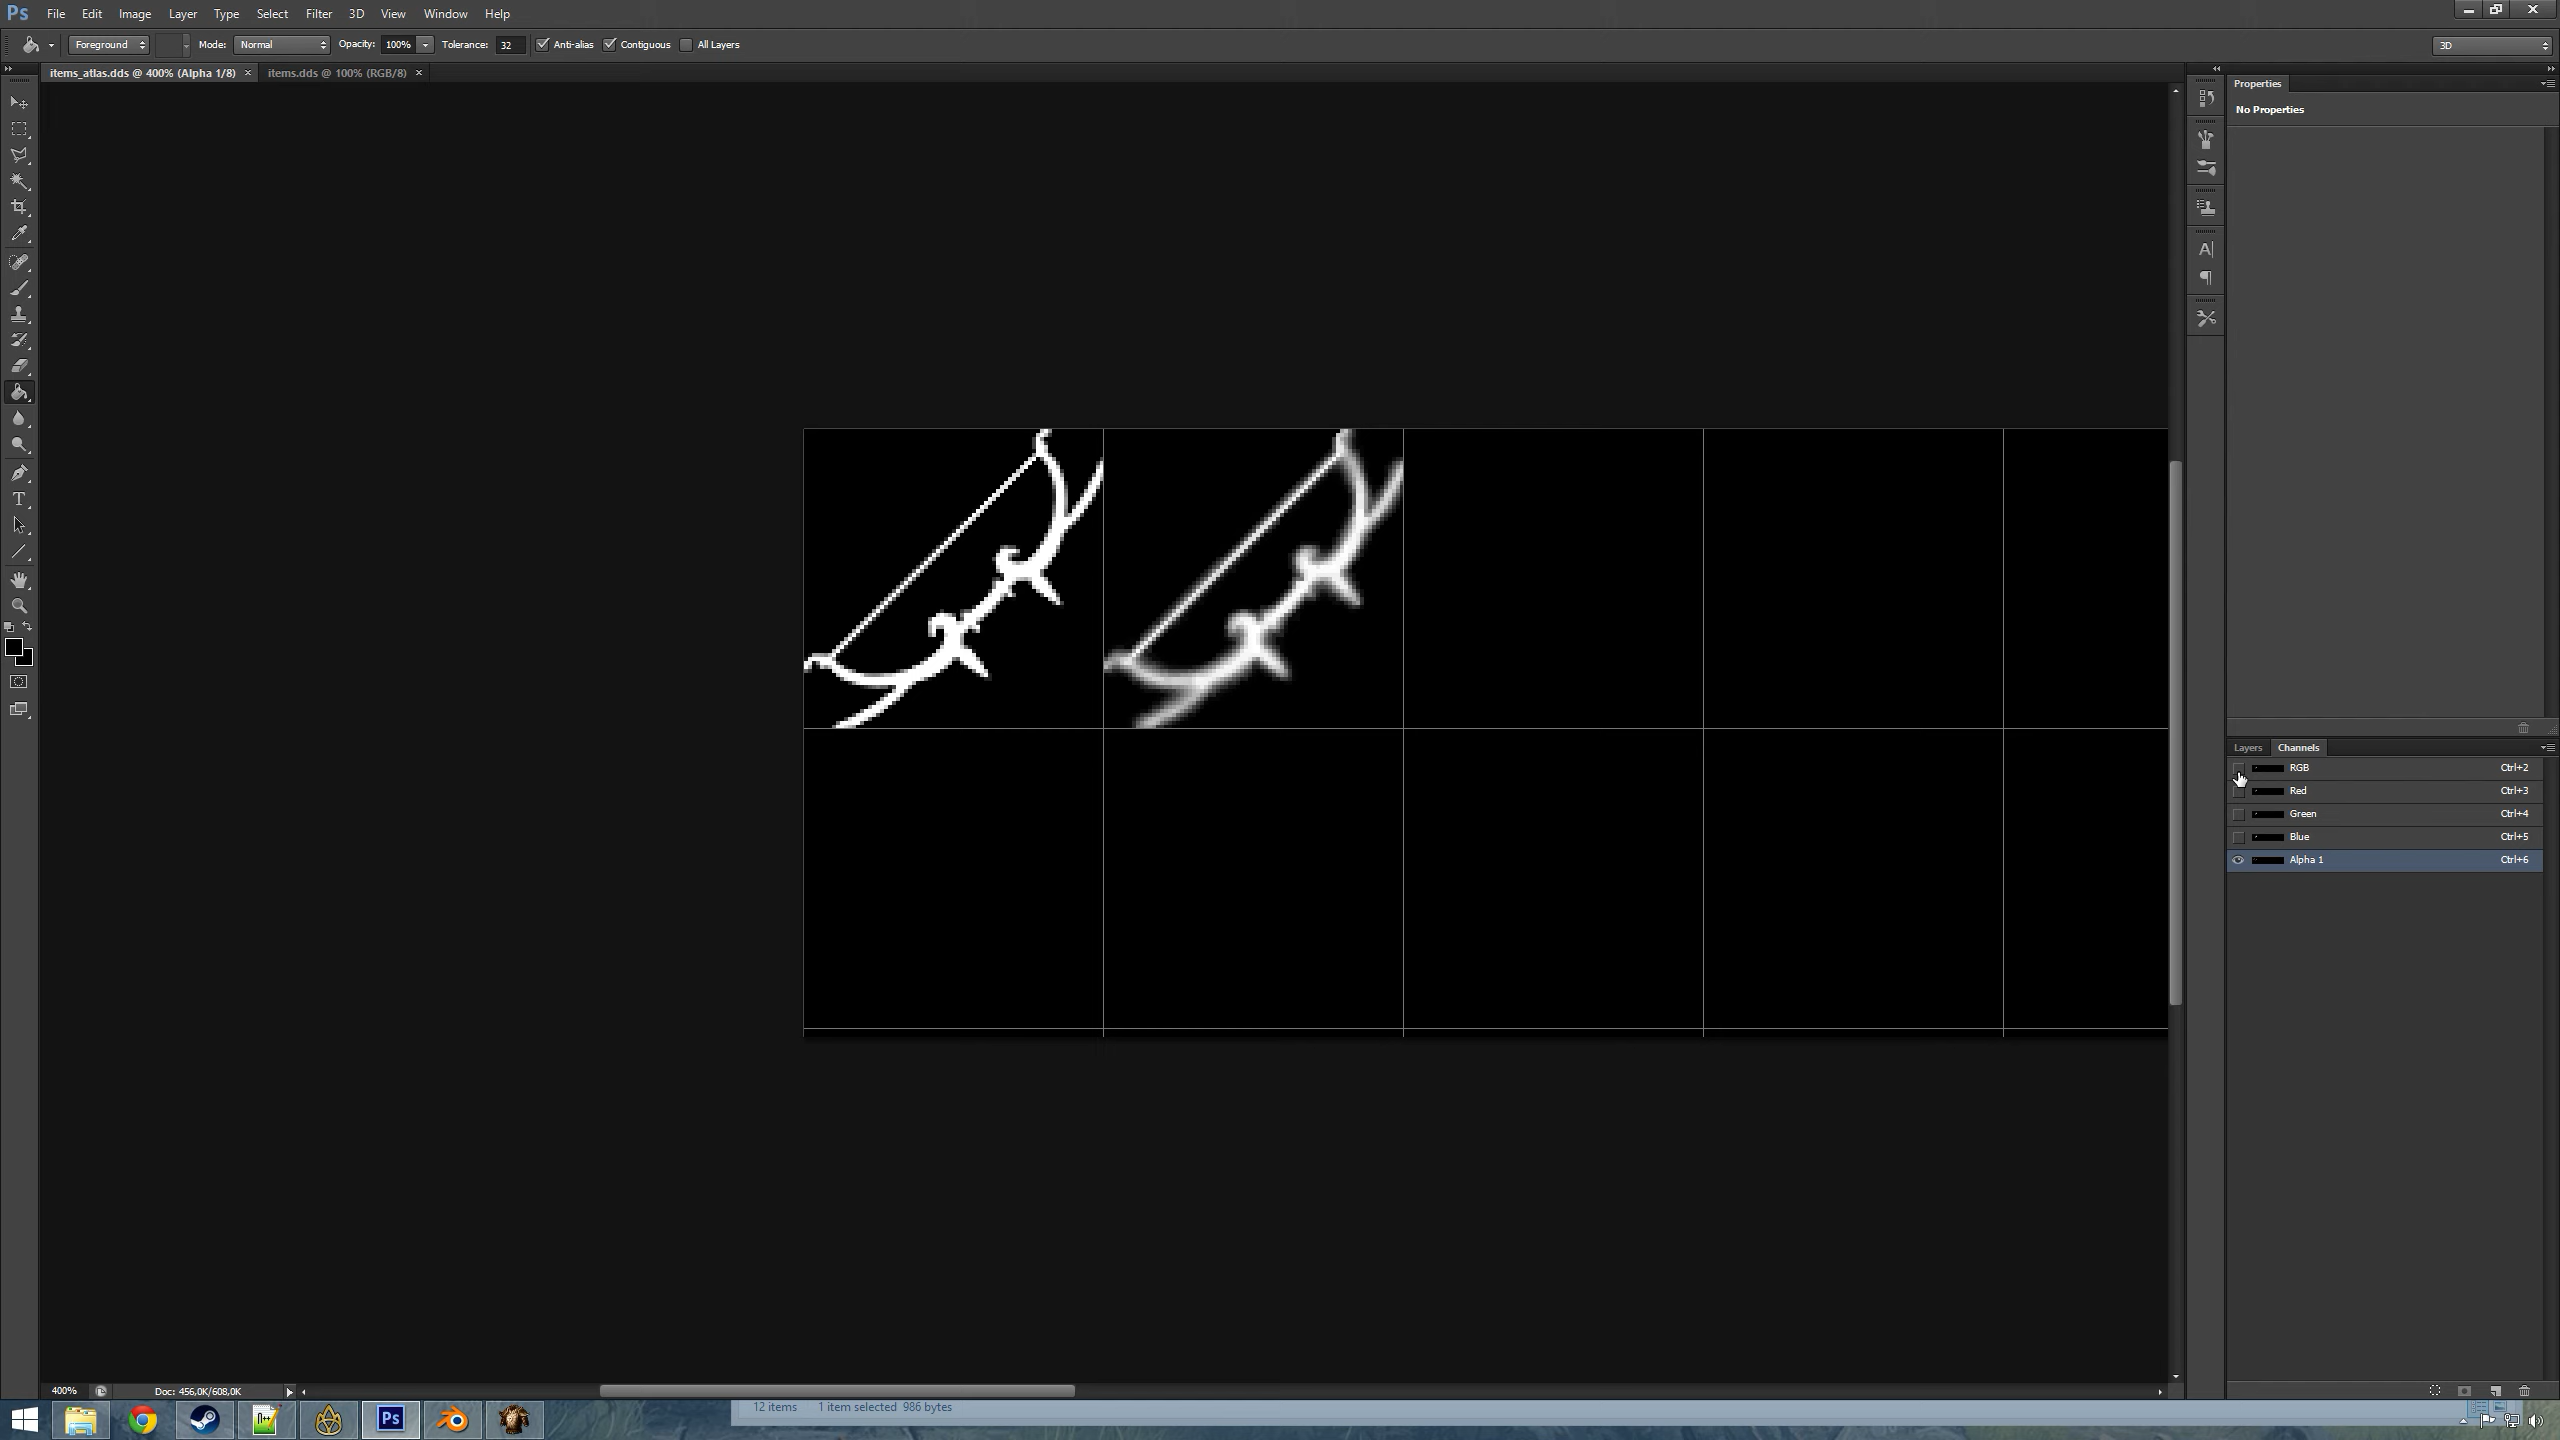 Ps File Edit Image Layer Type Select Filter 3D View Window Help
Foreground Mode: Normal Opacity: 100% Tolerance: 32 Anti-alias Contiguous All Layers 3D
items_atlas.dds @ 400% (Alpha 1/8) × items.dds @ 100% (RGB/8) ×
Properties
No Properties
Layers Channels
RGB Ctrl+2
Red Ctrl+3
Green Ctrl+4
Blue Ctrl+5
Alpha 1 Ctrl+6
400% Doc: 456,0K/608,0K
Ps 12 items 1 item selected 986 bytes